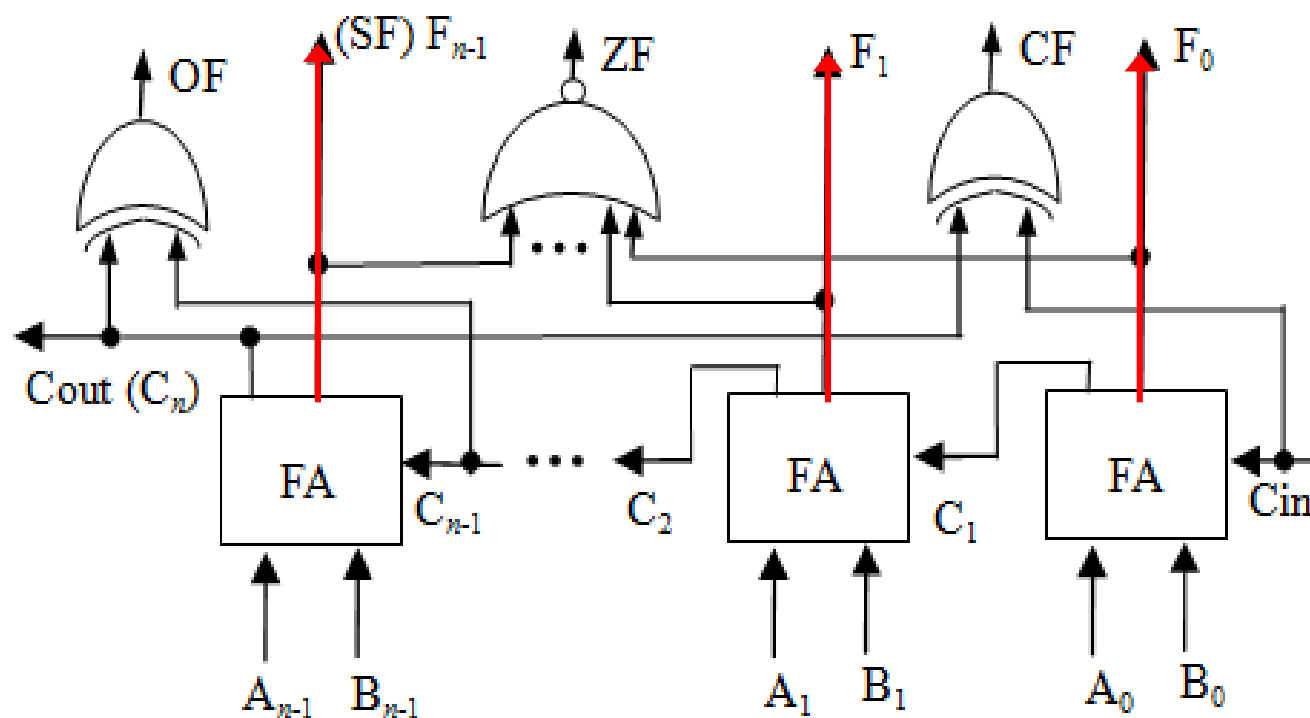 OF (SF) Fₙ₋₁ ZF F₁ CF F₀
Cout (Cₙ)
FA FA FA
Cₙ₋₁ C₂ C₁ Cin
Aₙ₋₁ Bₙ₋₁ A₁ B₁ A₀ B₀